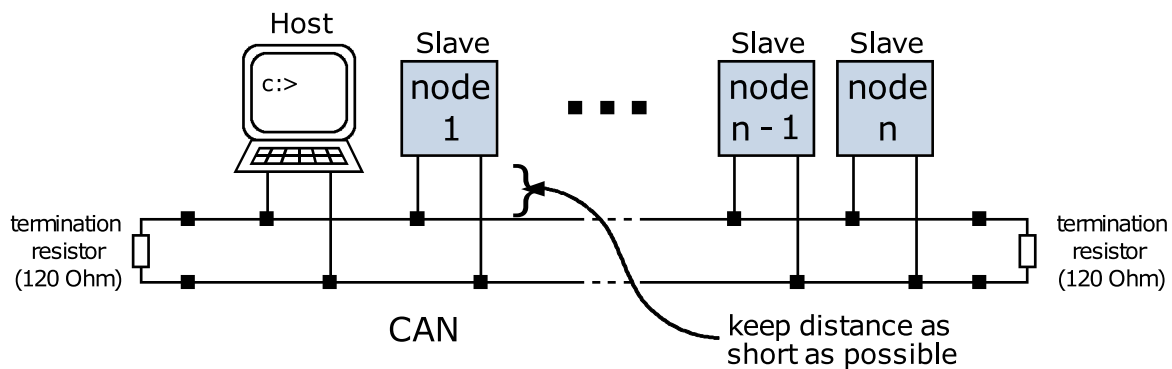 Host
c:>
Slave
node
1
Slave
node
n - 1
Slave
node
n
termination
resistor
(120 Ohm)
termination
resistor
(120 Ohm)
CAN
keep distance as
short as possible